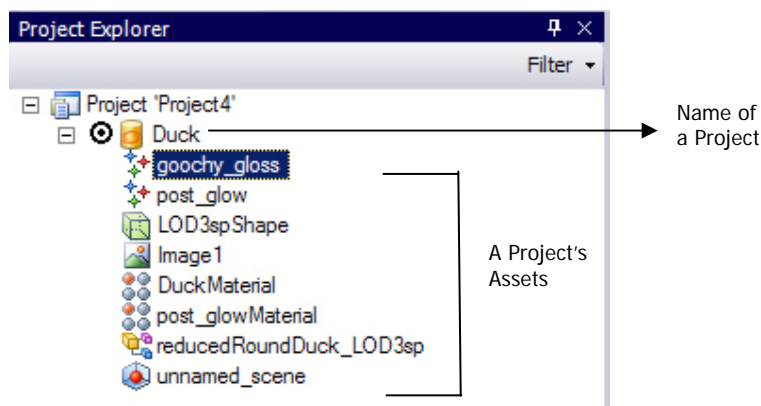 Project Explorer
Filter
Project 'Project4'
Duck
goochy_gloss
post_glow
LOD3spShape
Image1
DuckMaterial
post_glowMaterial
reducedRoundDuck_LOD3sp
unnamed_scene
Name of
a Project
A Project's
Assets